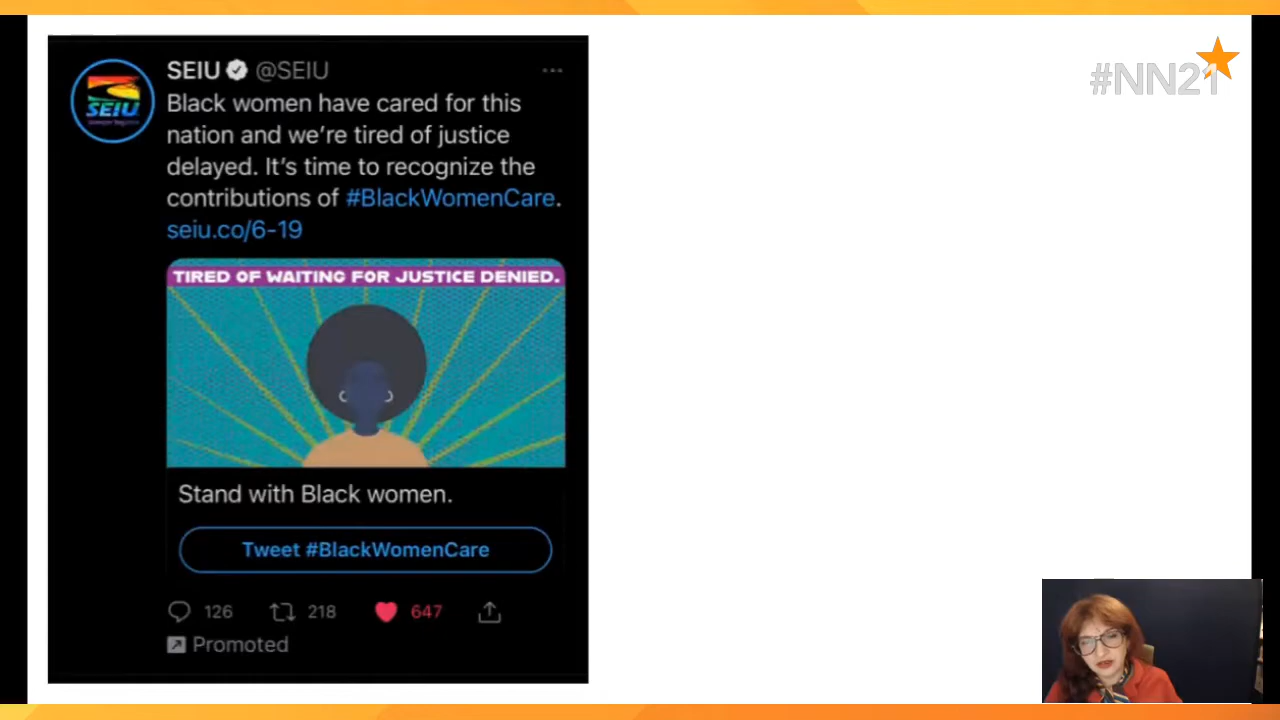 #NN21
SEIU @SEIU
Black women have cared for this
nation and we're tired of justice
delayed. It's time to recognize the
contributions of #BlackWomenCare.
seiu.co/6-19
SEIU
TIRED OF WAITING FOR JUSTICE DENIED.
Stand with Black women.
Tweet #BlackWomenCare
126 218 647
Promoted